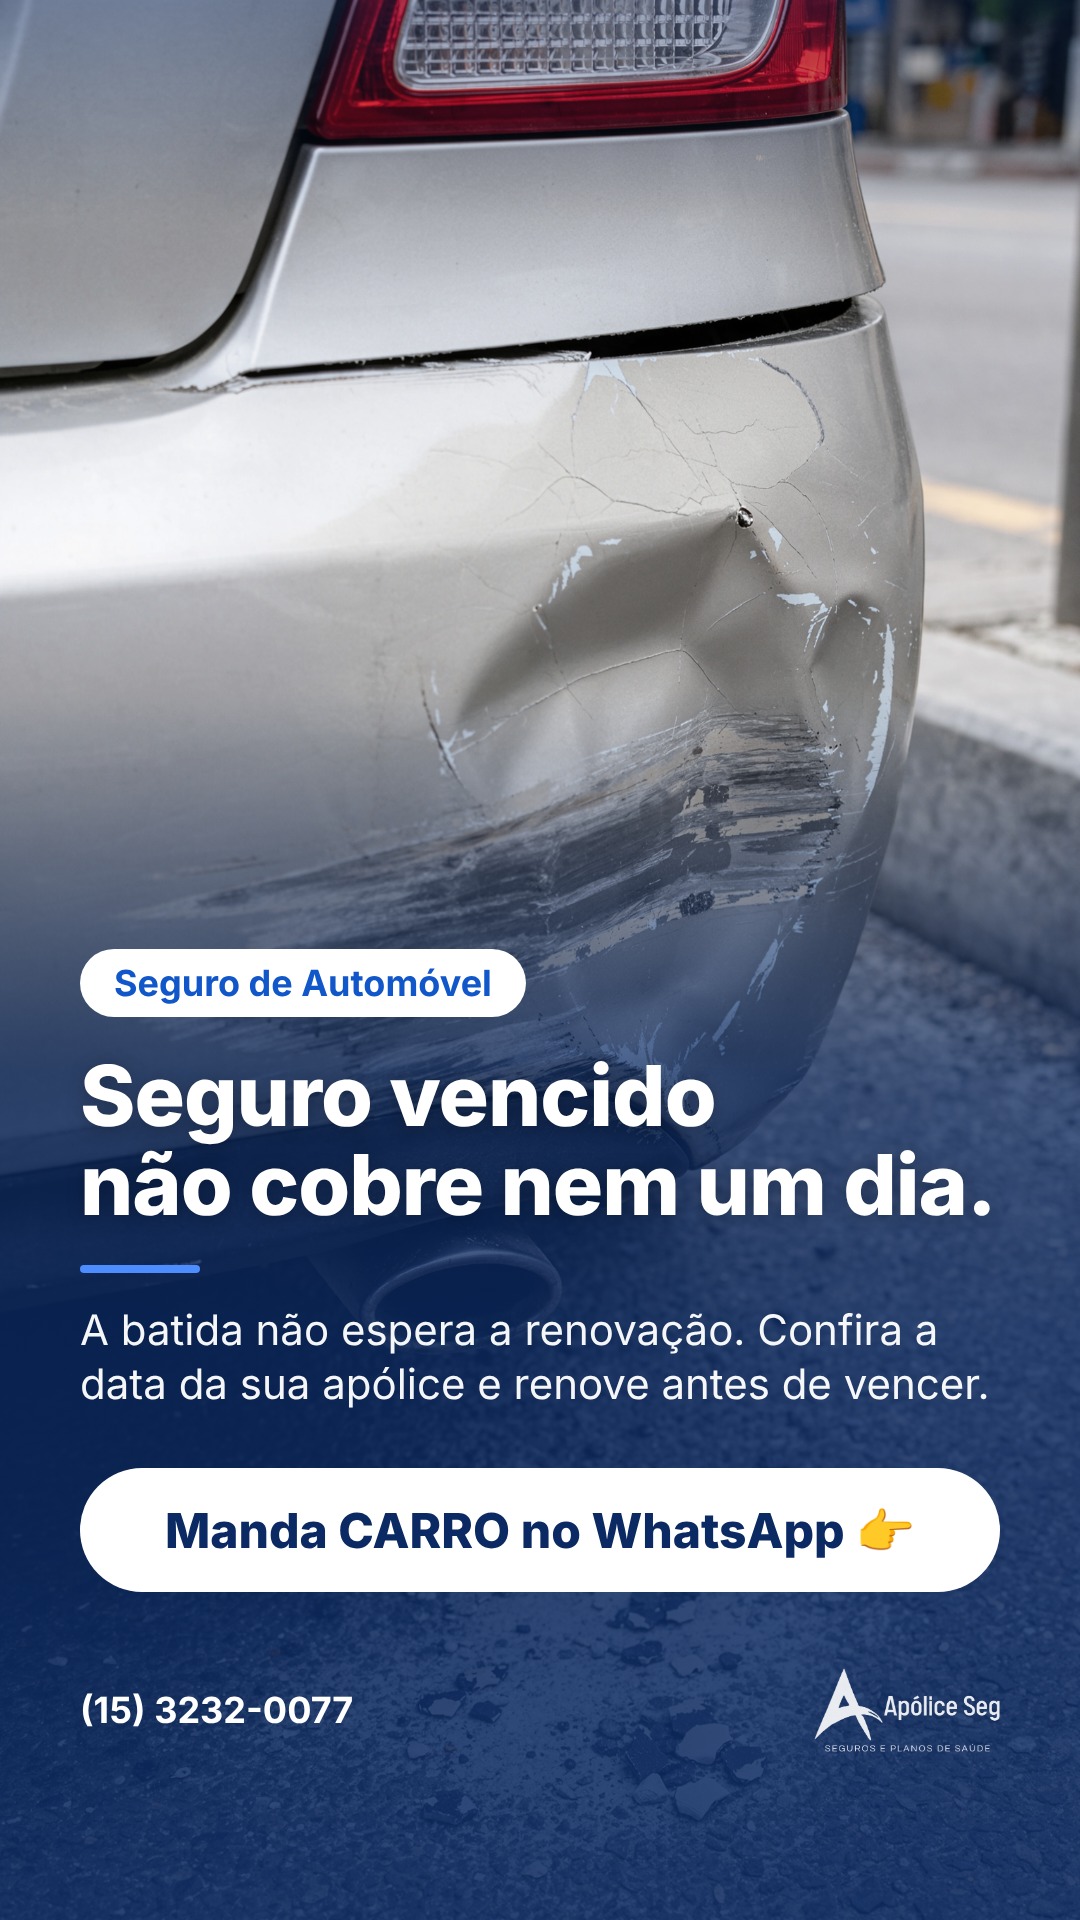 Seguro de Automóvel
Seguro vencido
não cobre nem um dia.
A batida não espera a renovação. Confira a
data da sua apólice e renove antes de vencer.
Manda CARRO no WhatsApp 👉
(15) 3232-0077
Apólice Seg
SEGUROS E PLANOS DE SAÚDE